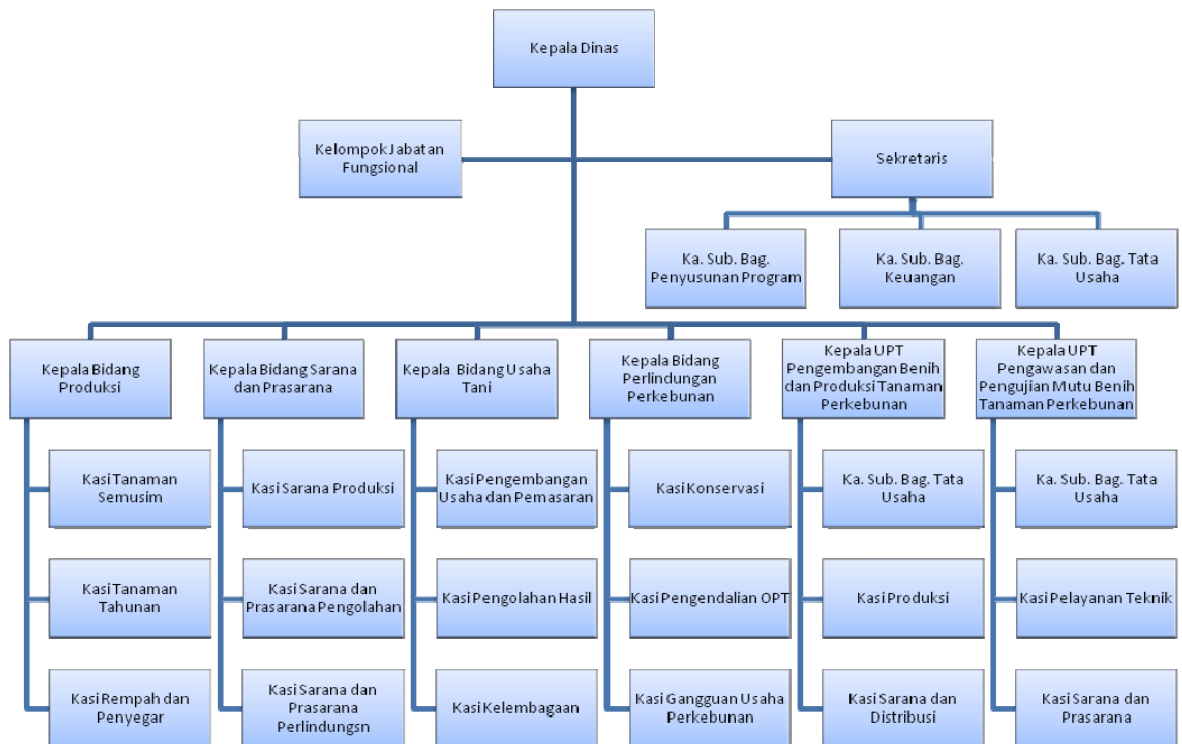 Kepala Dinas
Kelompok Jabatan
Fungsional
Sekretaris
Ka. Sub. Bag.
Penyusunan Program
Ka. Sub. Bag.
Keuangan
Ka. Sub. Bag. Tata
Usaha
Kepala Bidang
Produksi
Kepala Bidang Sarana
dan Prasarana
Kepala Bidang Usaha
Tani
Kepala Bidang
Perlindungan
Perkebunan
Kepala UPT
Pengembangan Benih
dan Produksi Tanaman
Perkebunan
Kepala UPT
Pengawasan dan
Pengujian Mutu Benih
Tanaman Perkebunan
Kasi Tanaman
Semusim
Kasi Sarana Produksi
Kasi Pengembangan
Usaha dan Pemasaran
Kasi Konservasi
Ka. Sub. Bag. Tata
Usaha
Ka. Sub. Bag. Tata
Usaha
Kasi Tanaman
Tahunan
Kasi Sarana dan
Prasarana Pengolahan
Kasi Pengolahan Hasil
Kasi Pengendalian OPT
Kasi Produksi
Kasi Pelayanan Teknik
Kasi Rempah dan
Penyegar
Kasi Sarana dan
Prasarana
Perlindungsn
Kasi Kelembagaan
Kasi Gangguan Usaha
Perkebunan
Kasi Sarana dan
Distribusi
Kasi Sarana dan
Prasarana